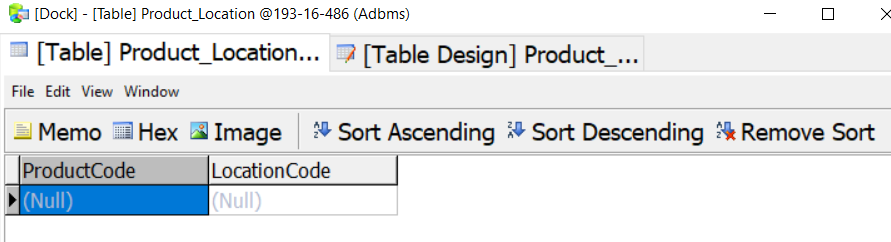 [Dock] - [Table] Product_Location @193-16-486 (Adbms)
[Table] Product_Location... [Table Design] Product_...
File Edit View Window
Memo Hex Image Sort Ascending Sort Descending Remove Sort
ProductCode LocationCode
(Null) (Null)